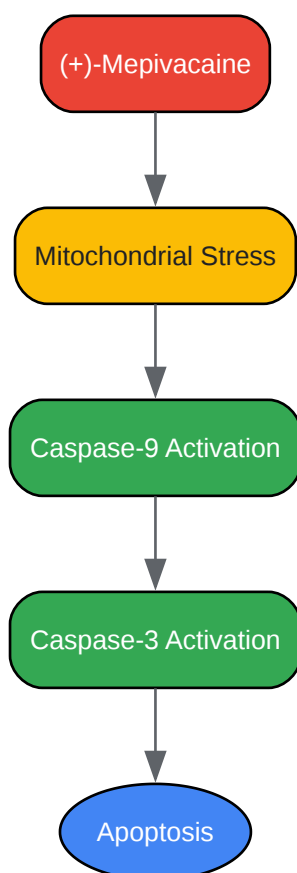 (+)-Mepivacaine
Mitochondrial Stress
Caspase-9 Activation
Caspase-3 Activation
Apoptosis